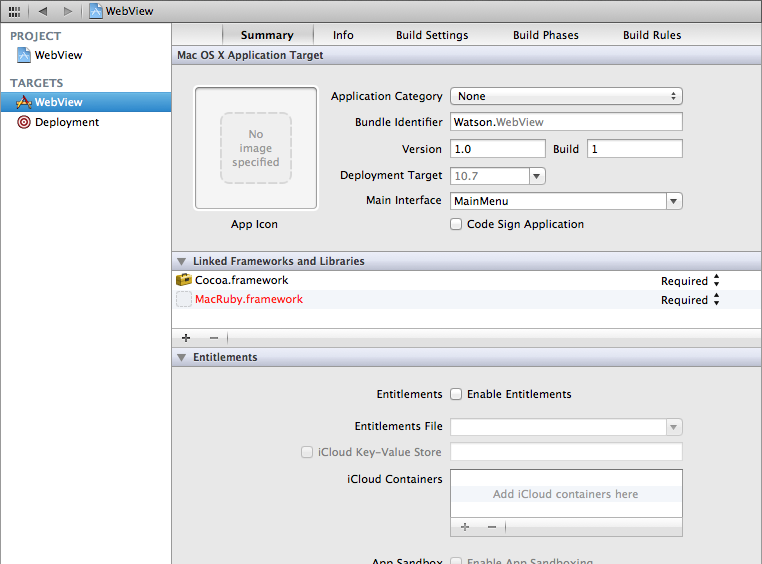 WebView
PROJECT
WebView
TARGETS
WebView
Deployment
Summary Info Build Settings Build Phases Build Rules
Mac OS X Application Target
No
image
specified
App Icon
Application Category None
Bundle Identifier Watson.WebView
Version 1.0 Build 1
Deployment Target 10.7
Main Interface MainMenu
Code Sign Application
Linked Frameworks and Libraries
Cocoa.framework Required
MacRuby.framework Required
Entitlements
Entitlements Enable Entitlements
Entitlements File
iCloud Key-Value Store
iCloud Containers
Add iCloud containers here
App Sandbox Enable App Sandboxing